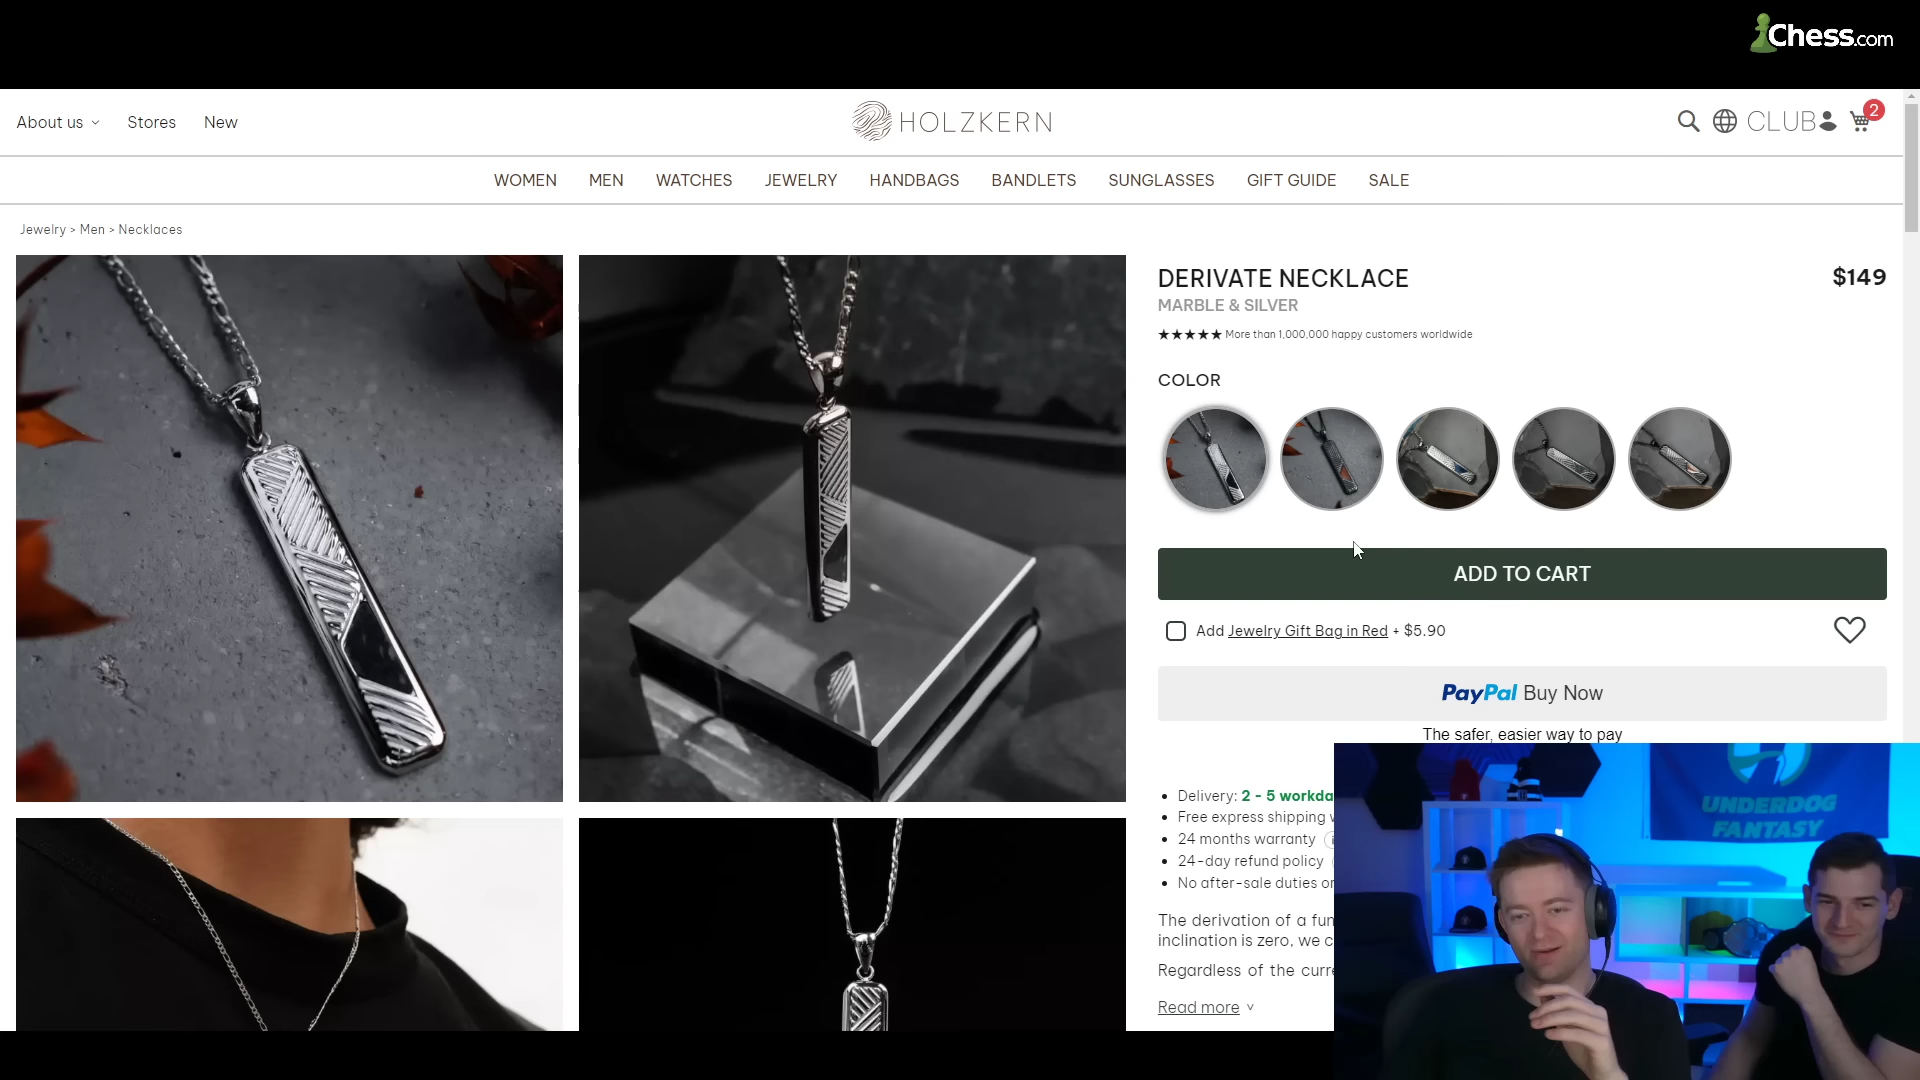 Chess.com
About us
Stores
New
HOLZKERN
CLUB
2
WOMEN
MEN
WATCHES
JEWELRY
HANDBAGS
BANDLETS
SUNGLASSES
GIFT GUIDE
SALE
Jewelry > Men > Necklaces
DERIVATE NECKLACE
$149
MARBLE & SILVER
★★★★★ More than 1,000,000 happy customers worldwide
COLOR
ADD TO CART
Add Jewelry Gift Bag in Red + $5.90
PayPal Buy Now
The safer, easier way to pay
• Delivery: 2 - 5 workda
• Free express shipping
• 24 months warranty
• 24-day refund policy
• No after-sale duties or
The derivation of a fun
inclination is zero, we c
Regardless of the curre
Read more
UNDERDOG
FANTASY